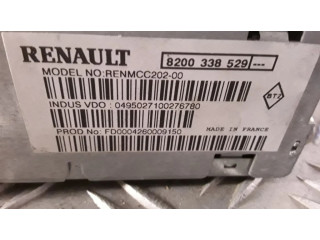 RENAULT
8200 338 529 ---
MODEL NO:RENMCC202-00
INDUS VDO : 0495027100276780
PROD No: FD0004260009150
MADE IN FRANCE